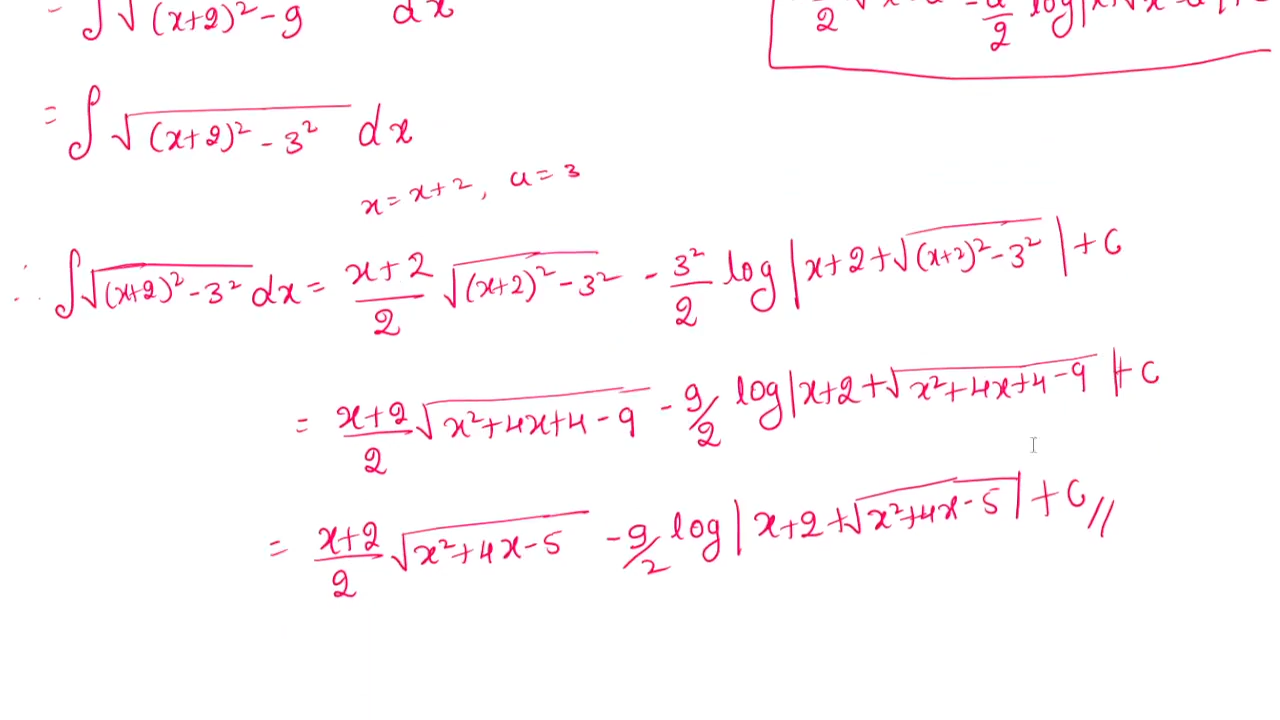 = ∫√(x+2)²-9 dx
= ∫ √(x+2)² - 3² dx
x = x+2, a = 3
∴ ∫√(x+2)² - 3² dx = x+2/2 √(x+2)² - 3² - 3²/2 log |x+2+√(x+2)² - 3²| + C
= x+2/2 √x²+4x+4-9 - 9/2 log|x+2+√x²+4x+4-9| + C
= x+2/2 √x²+4x-5 - 9/2 log|x+2+√x²+4x-5| + C //